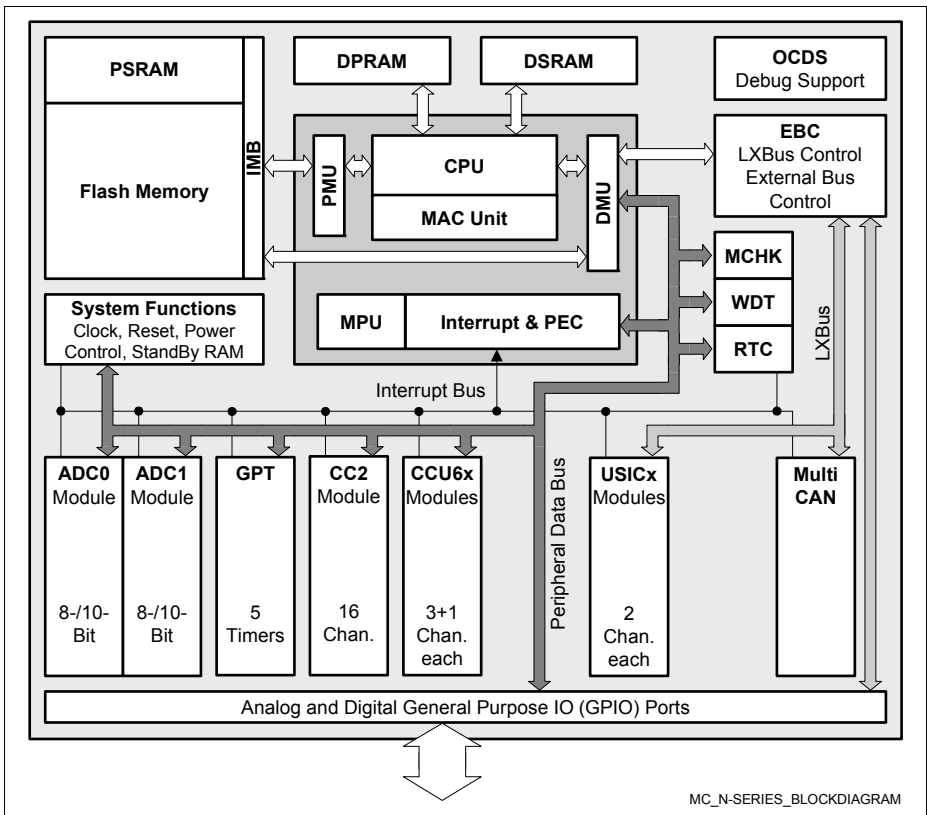 PSRAM
Flash Memory
IMB
DPRAM
DSRAM
OCDS
Debug Support
PMU
CPU
MAC Unit
DMU
EBC
LXBus Control
External Bus
Control
MCHK
WDT
RTC
LXBus
System Functions
Clock, Reset, Power
Control, StandBy RAM
MPU
Interrupt & PEC
Interrupt Bus
ADC0
Module
8-/10-
Bit
ADC1
Module
8-/10-
Bit
GPT
5
Timers
CC2
Module
16
Chan.
CCU6x
Modules
3+1
Chan.
each
Peripheral Data Bus
USICx
Modules
2
Chan.
each
Multi
CAN
Analog and Digital General Purpose IO (GPIO) Ports
MC_N-SERIES_BLOCKDIAGRAM